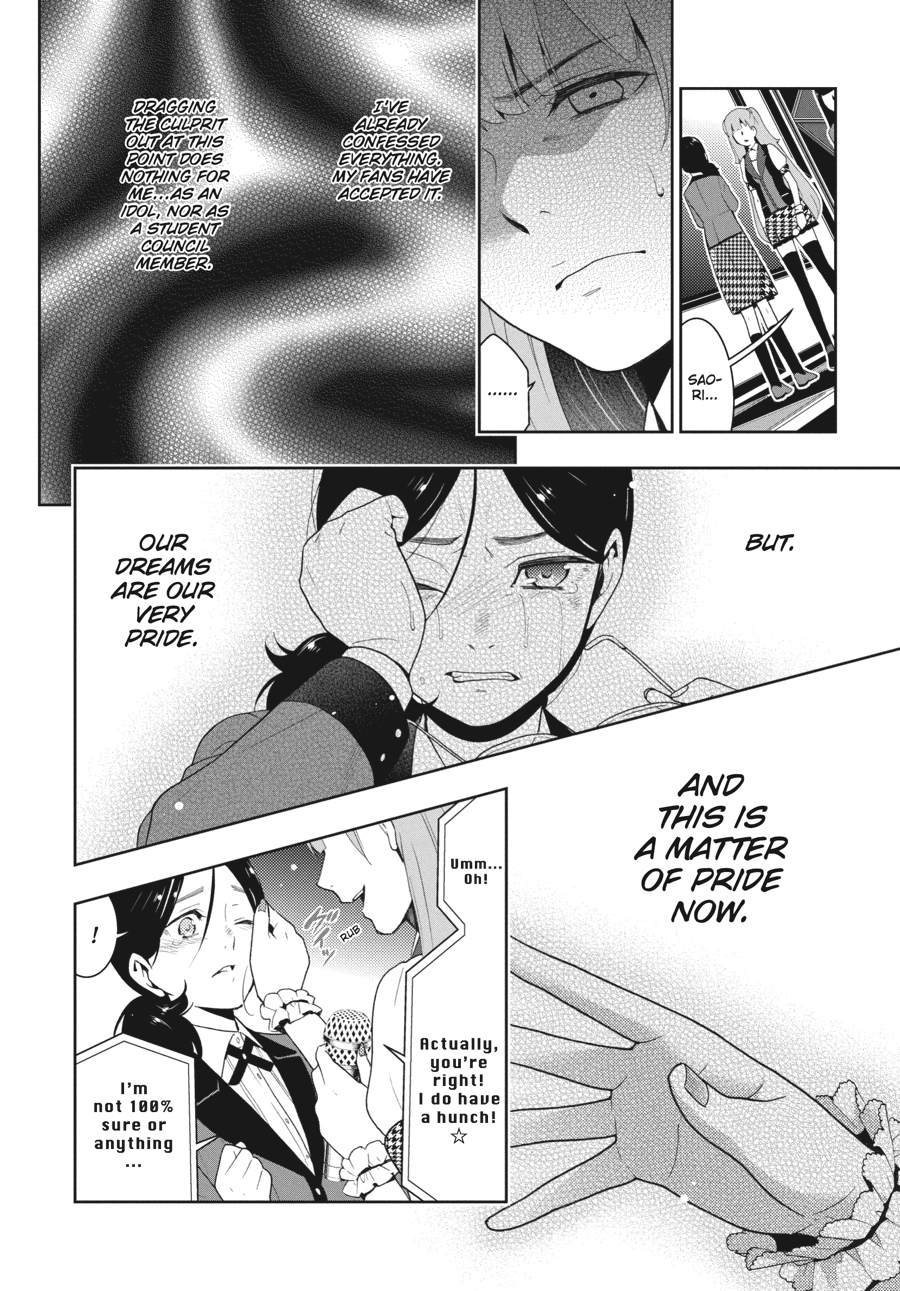 SAO-
RI...
......
I'VE
ALREADY
CONFESSED
EVERYTHING.
MY FANS HAVE
ACCEPTED IT.
DRAGGING
THE CULPRIT
OUT AT THIS
POINT DOES
NOTHING FOR
ME...AS AN
IDOL, NOR AS
A STUDENT
COUNCIL
MEMBER.
BUT.
OUR
DREAMS
ARE OUR
VERY
PRIDE.
AND
THIS IS
A MATTER
OF PRIDE
NOW.
Umm...
Oh!
RUB
Actually,
you're
right!
I do have
a hunch!
☆
!
I'm
not 100%
sure or
anything
...